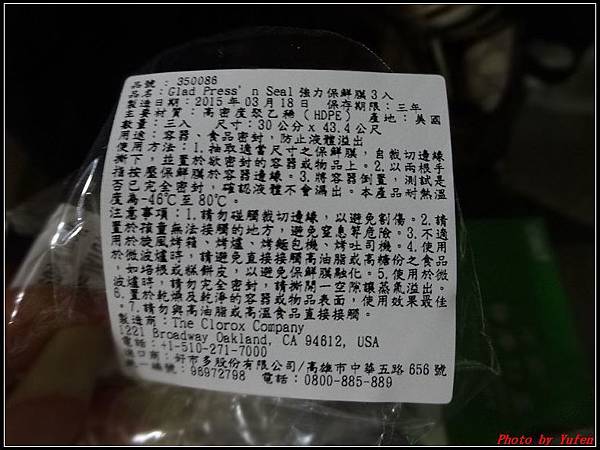 品號: 350086
品名:Glad Press'n Seal 強力保鮮膜3入
製造日期:2015 年 03 月 18 日　保存期限:三年
主要材質:高密度聚乙稀 (HDPE)　產地:美國
數量:三入　尺寸:30 公分 x 43.4 公尺
用途:容器、食品密封,防止液體溢出
使用方法:1.抽取適當尺寸之保鮮膜,自裁切邊緣
撕下,並置於欲密封的容器或物品上。2.以兩根手
指按壓保鮮膜於容器邊緣。3.將容器倒置,測試是
否已完全密封,確認液體不會漏出。本產品耐熱溫
度為-46℃至 80℃。
注意事項:1.請勿碰觸裁切邊緣,以避免割傷。2.請
置於孩童無法接觸的地方,避免窒息等危險。3.不適
用於旋風烤箱、烤爐、烤麵包機、烤吐司機。4.使用
於微波爐時,請避免直接接觸高油脂或高糖份之食品
,如培根或糕餅皮,以避免保鮮膜融化。5.使用於微
波爐時,請勿完全密封,請撕開一空隙讓蒸氣溢出。
6.置於乾燥及乾淨的容器或物品表面,使用效果最佳
。7.請勿與高油脂或高溫食品直接接觸。
製造商:The Clorox Company
1221 Broadway Oakland, CA 94612, USA
電話:+1-510-271-7000
進口商:好市多股份有限公司/高雄市中華五路 656 號
統一編號:98972798　電話:0800-885-889
Photo by Yufen